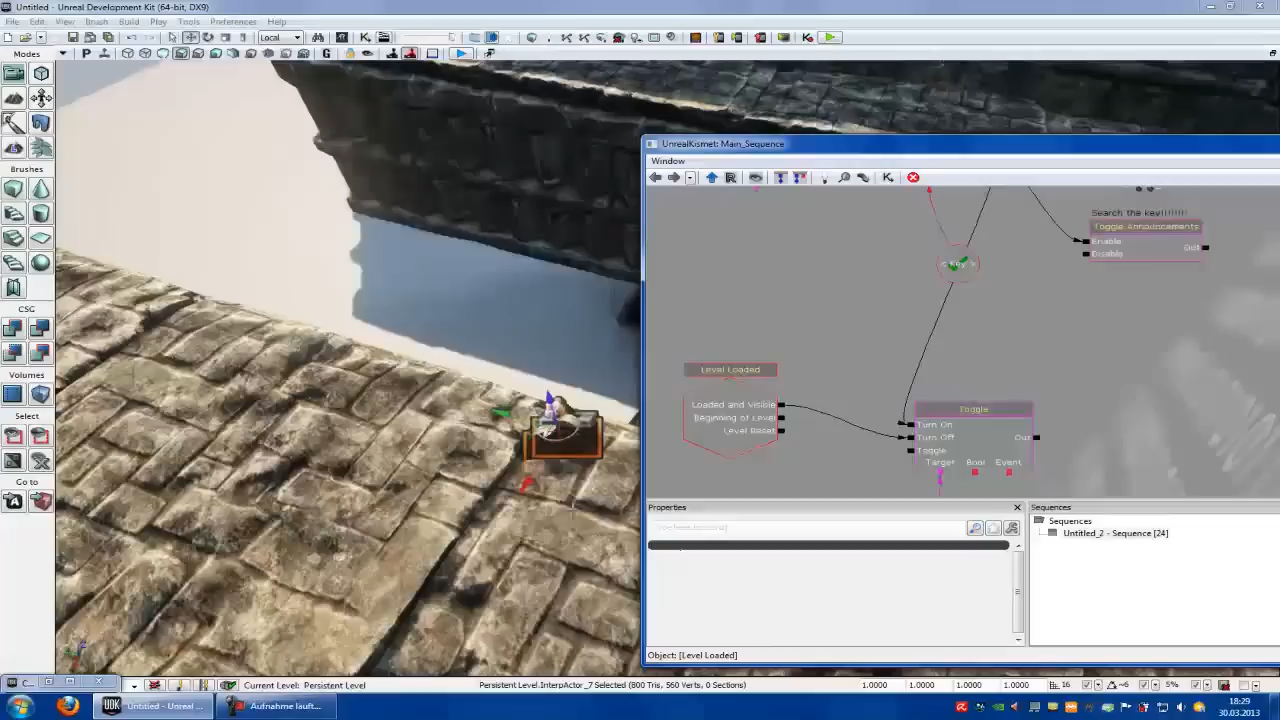 Untitled - Unreal Development Kit (64-bit, DX9)
File Edit View Brush Build Play Tools Preferences Help
Local
Modes
Brushes
CSG
Volumes
Select
Go to
UnrealKismet: Main_Sequence
Window
Search the key!!!!!!!
Toggle Announcements
Enable
Out
Disable
Key
Level Loaded
Loaded and Visible
Beginning of Level
Level Reset
Toggle
Turn On
Turn Off
Out
Toggle
Target Bool Event
Properties
Sequences
Sequences
Untitled_2 - Sequence [24]
Object: [Level Loaded]
C...
Current Level: Persistent Level
Persistent Level.InterpActor_7 Selected (800 Tris, 560 Verts, 0 Sections)
1.0000 1.0000 1.0000 1.0000
16
5%
Untitled - Unreal ...
Aufnahme läuft...
18:29
30.03.2013